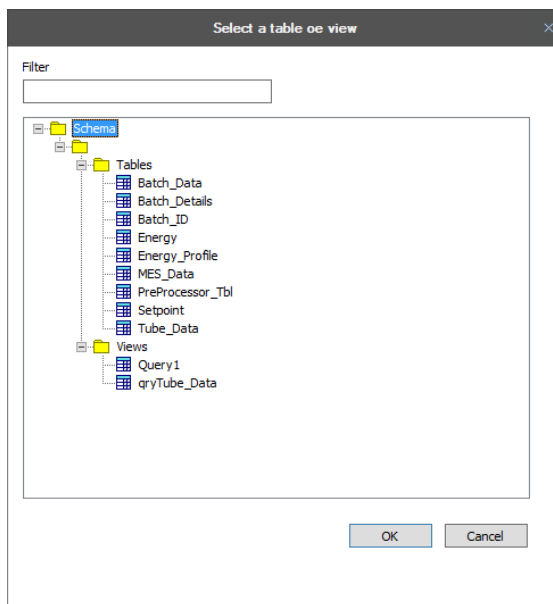 Select a table oe view
Filter
Schema
Tables
Batch_Data
Batch_Details
Batch_ID
Energy
Energy_Profile
MES_Data
PreProcessor_Tbl
Setpoint
Tube_Data
Views
Query1
qryTube_Data
OK Cancel